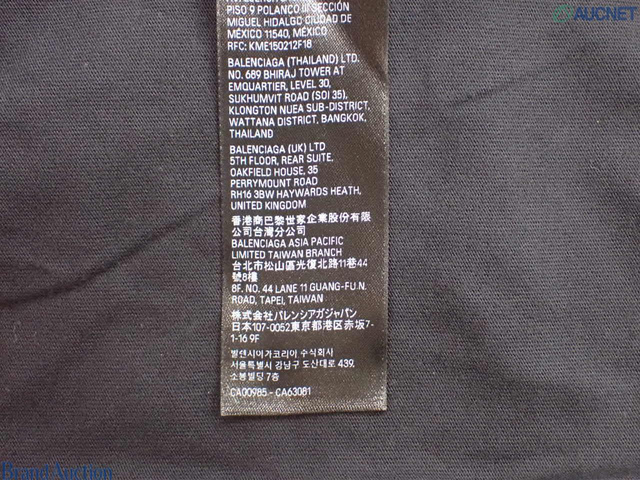 PISO 9 POLANCO III SECCIÓN
MIGUEL HIDALGO CIUDAD DE
MÉXICO 11540, MÉXICO
RFC: KME150212F18
BALENCIAGA (THAILAND) LTD.
NO. 689 BHIRAJ TOWER AT
EMQUARTIER, LEVEL 30,
SUKHUMVIT ROAD (SOI 35),
KLONGTON NUEA SUB-DISTRICT,
WATTANA DISTRICT, BANGKOK,
THAILAND
BALENCIAGA (UK) LTD
5TH FLOOR, REAR SUITE,
OAKFIELD HOUSE, 35
PERRYMOUNT ROAD
RH16 3BW HAYWARDS HEATH,
UNITED KINGDOM
香港商巴黎世家企業股份有限
公司台灣分公司
BALENCIAGA ASIA PACIFIC
LIMITED TAIWAN BRANCH
台北市松山區光復北路11巷44
號8樓
8F. NO. 44 LANE 11 GUANG-FU N.
ROAD, TAPEI, TAIWAN
株式会社バレンシアガジャパン
日本107-0052東京都港区赤坂7-
1-16 9F
발렌시아가코리아 주식회사
서울특별시 강남구 도산대로 439,
소봉빌딩 7층
CA00985 - CA63081
AUCNET
Brand Auction